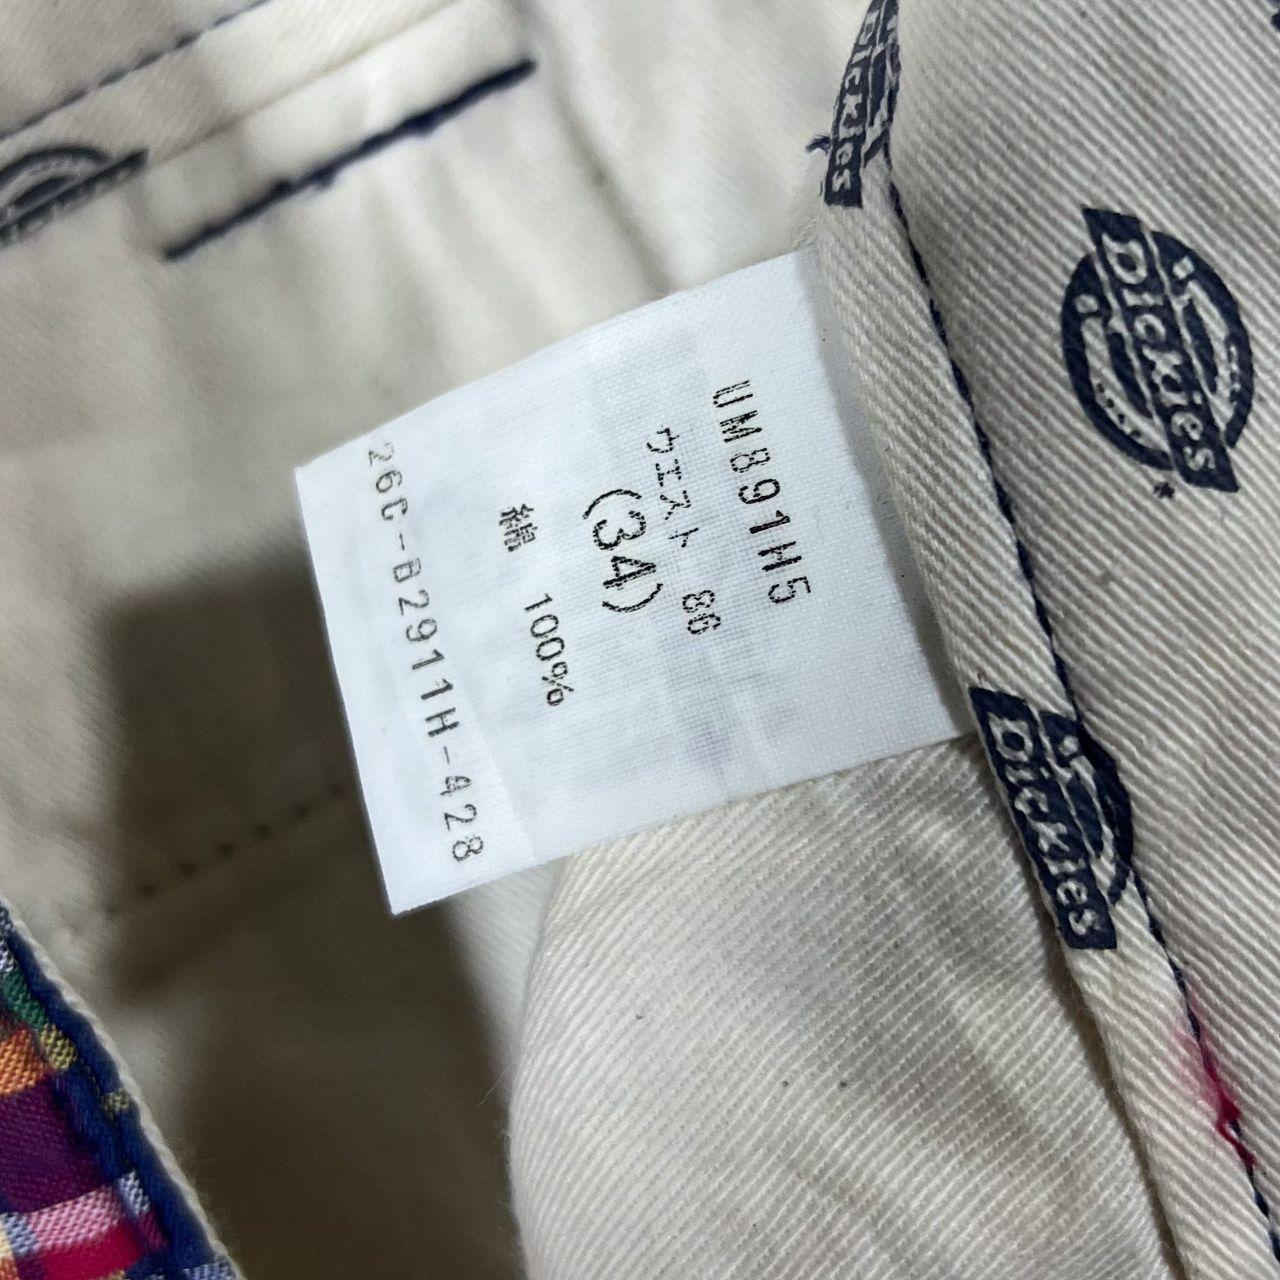 UM891H5
ウエスト 86
(34)
綿 100%
26C-B2911H-428
Dickies
Dickies
Dickies